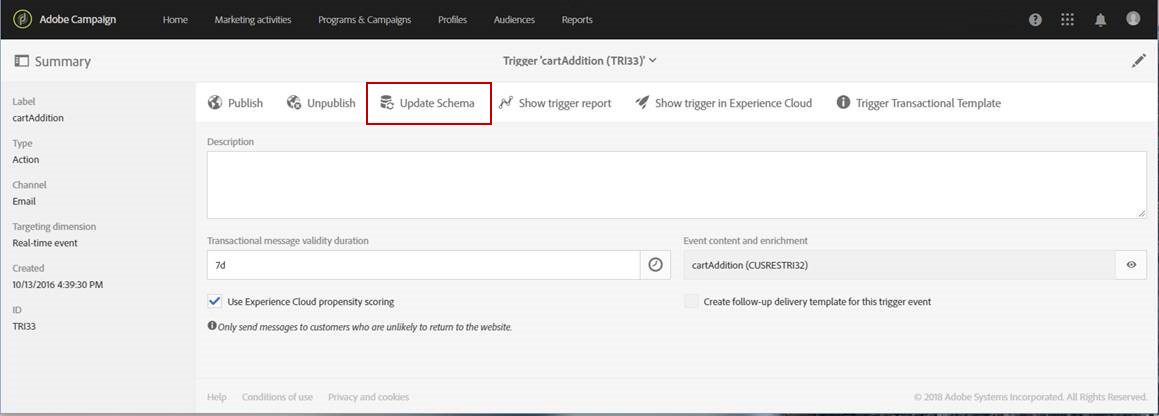 Adobe Campaign Home Marketing activities Programs & Campaigns Profiles Audiences Reports
Summary Trigger 'cartAddition (TRI33)'
Label
cartAddition
Type
Action
Channel
Email
Targeting dimension
Real-time event
Created
10/13/2016 4:39:30 PM
ID
TRI33
Publish Unpublish Update Schema Show trigger report Show trigger in Experience Cloud Trigger Transactional Template
Description
Transactional message validity duration Event content and enrichment
7d cartAddition (CUSRESTRI32)
Use Experience Cloud propensity scoring Create follow-up delivery template for this trigger event
Only send messages to customers who are unlikely to return to the website.
Help Conditions of use Privacy and cookies © 2018 Adobe Systems Incorporated. All Rights Reserved.